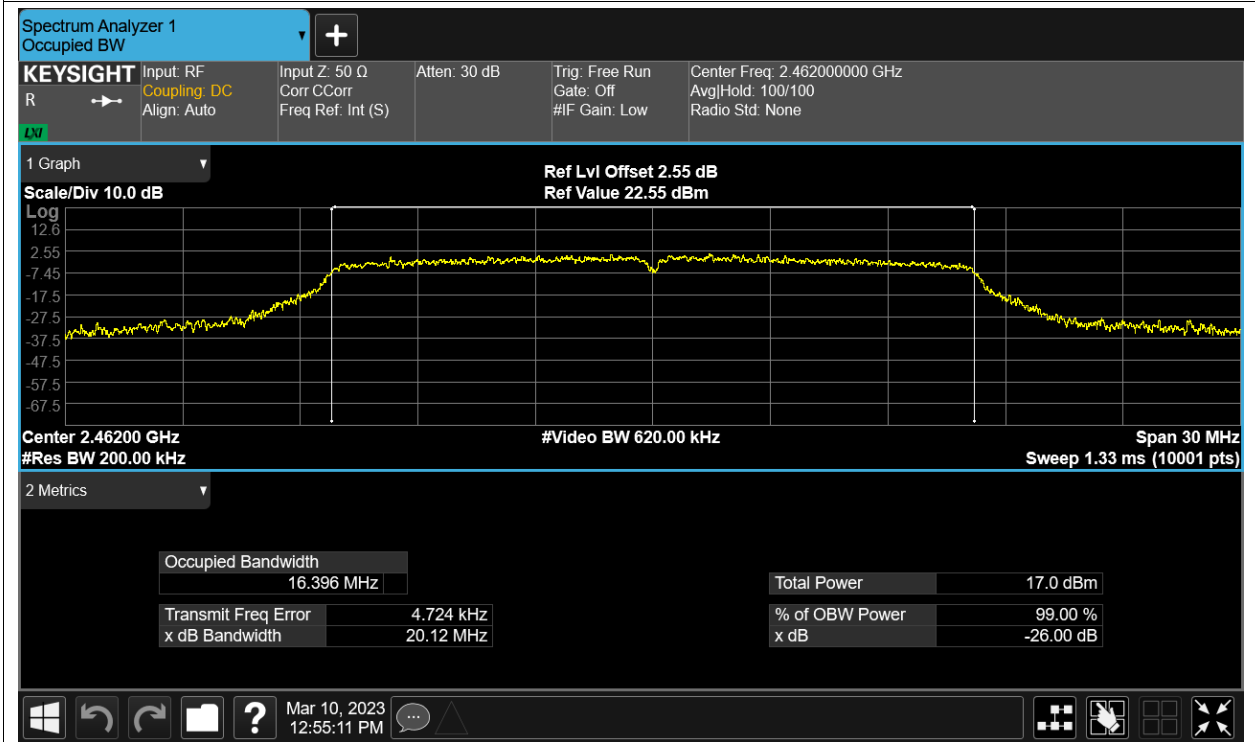 Spectrum Analyzer 1
Occupied BW
KEYSIGHT
R
LXI
Input: RF
Coupling: DC
Align: Auto
Input Z: 50 Ω
Corr CCorr
Freq Ref: Int (S)
Atten: 30 dB
Trig: Free Run
Gate: Off
#IF Gain: Low
Center Freq: 2.462000000 GHz
Avg|Hold: 100/100
Radio Std: None
1 Graph
Scale/Div 10.0 dB
Ref Lvl Offset 2.55 dB
Ref Value 22.55 dBm
Log
12.6
2.55
-7.45
-17.5
-27.5
-37.5
-47.5
-57.5
-67.5
Center 2.46200 GHz
#Video BW 620.00 kHz
Span 30 MHz
#Res BW 200.00 kHz
Sweep 1.33 ms (10001 pts)
2 Metrics
Occupied Bandwidth
16.396 MHz
Transmit Freq Error 4.724 kHz
x dB Bandwidth 20.12 MHz
Total Power 17.0 dBm
% of OBW Power 99.00 %
x dB -26.00 dB
?
Mar 10, 2023
12:55:11 PM